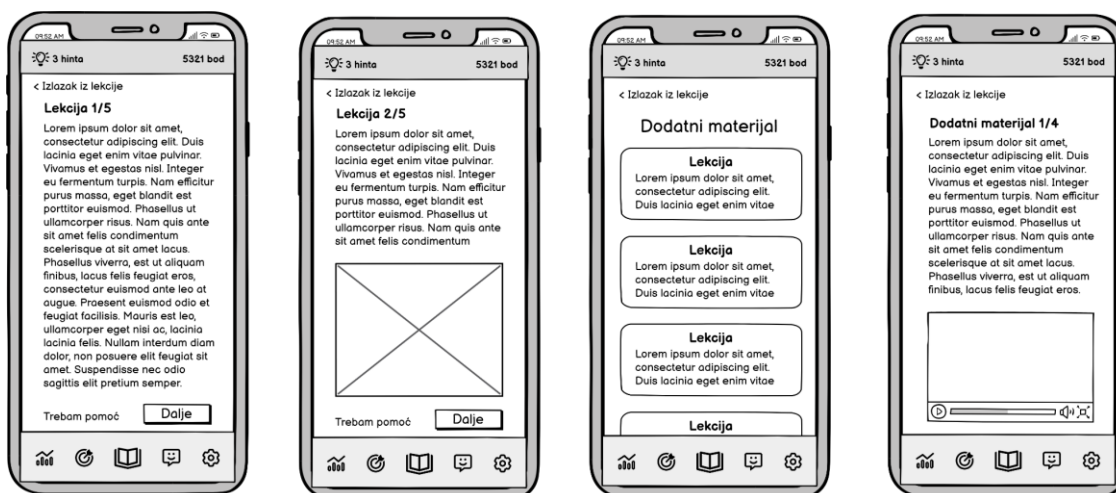 09:52 AM
3 hinta 5321 bod
< Izlazak iz lekcije
Lekcija 1/5
Lorem ipsum dolor sit amet,
consectetur adipiscing elit. Duis
lacinia eget enim vitae pulvinar.
Vivamus et egestas nisl. Integer
eu fermentum turpis. Nam efficitur
purus massa, eget blandit est
porttitor euismod. Phasellus ut
ullamcorper risus. Nam quis ante
sit amet felis condimentum
scelerisque at sit amet lacus.
Phasellus viverra, est ut aliquam
finibus, lacus felis feugiat eros,
consectetur euismod ante leo at
augue. Praesent euismod odio et
feugiat facilisis. Mauris est leo,
ullamcorper eget nisi ac, lacinia
lacinia felis. Nullam interdum diam
dolor, non posuere elit feugiat sit
amet. Suspendisse nec odio
sagittis elit pretium semper.
Trebam pomoć Dalje
09:52 AM
3 hinta 5321 bod
< Izlazak iz lekcije
Lekcija 2/5
Lorem ipsum dolor sit amet,
consectetur adipiscing elit. Duis
lacinia eget enim vitae pulvinar.
Vivamus et egestas nisl. Integer
eu fermentum turpis. Nam efficitur
purus massa, eget blandit est
porttitor euismod. Phasellus ut
ullamcorper risus. Nam quis ante
sit amet felis condimentum
Trebam pomoć Dalje
09:52 AM
3 hinta 5321 bod
< Izlazak iz lekcije
Dodatni materijal
Lekcija
Lorem ipsum dolor sit amet,
consectetur adipiscing elit.
Duis lacinia eget enim vitae
Lekcija
Lorem ipsum dolor sit amet,
consectetur adipiscing elit.
Duis lacinia eget enim vitae
Lekcija
Lorem ipsum dolor sit amet,
consectetur adipiscing elit.
Duis lacinia eget enim vitae
Lekcija
09:52 AM
3 hinta 5321 bod
< Izlazak iz lekcije
Dodatni materijal 1/4
Lorem ipsum dolor sit amet,
consectetur adipiscing elit. Duis
lacinia eget enim vitae pulvinar.
Vivamus et egestas nisl. Integer
eu fermentum turpis. Nam efficitur
purus massa, eget blandit est
porttitor euismod. Phasellus ut
ullamcorper risus. Nam quis ante
sit amet felis condimentum
scelerisque at sit amet lacus.
Phasellus viverra, est ut aliquam
finibus, lacus felis feugiat eros.